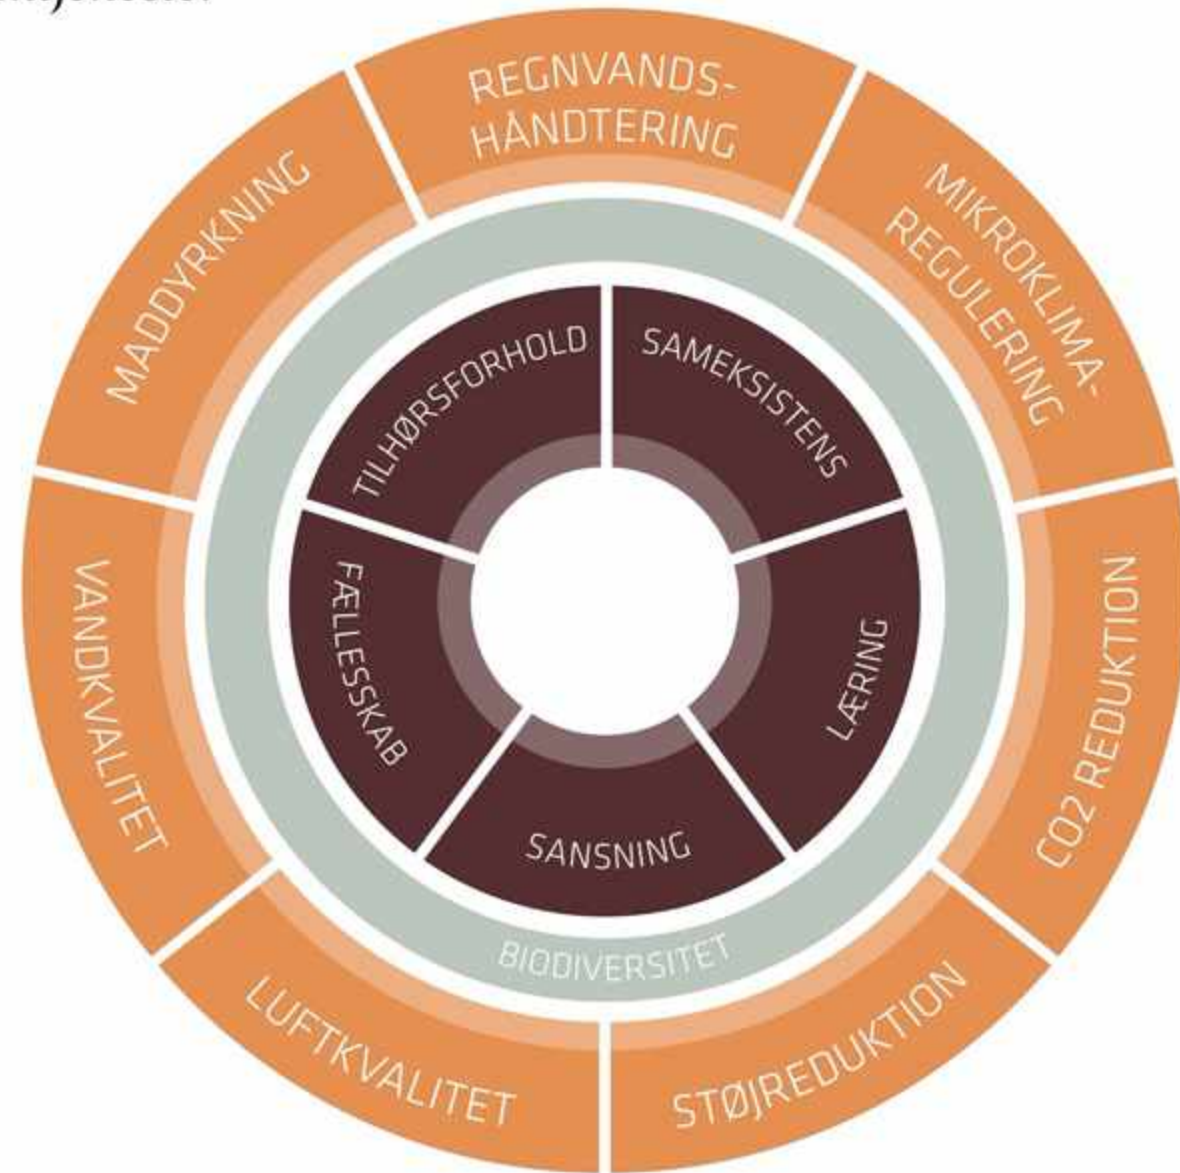 REGNVANDS-
HÅNDTERING
MIKROKLIMA-
REGULERING
CO2 REDUKTION
STØJREDUKTION
LUFTKVALITET
VANDKVALITET
MADDYRKNING
BIODIVERSITET
TILHØRSFORHOLD
SAMEKSISTENS
LÆRING
SANSNING
FÆLLESSKAB